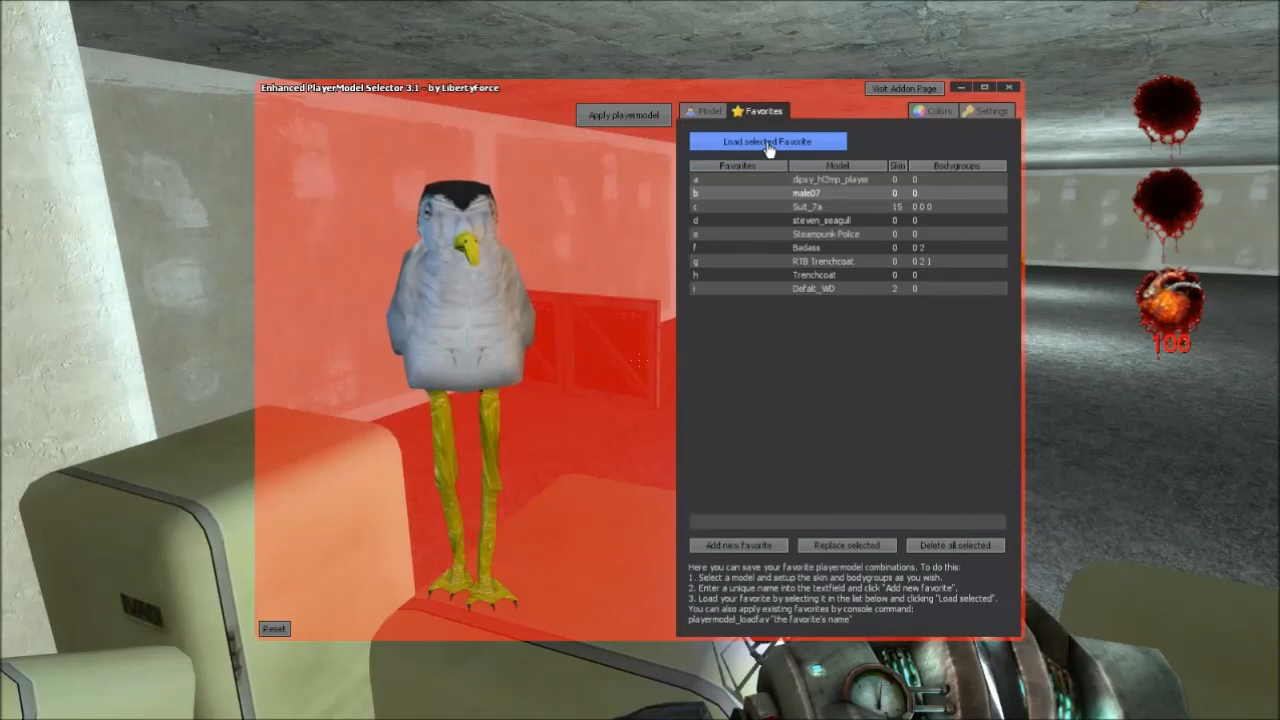 Enhanced PlayerModel Selector 3.1 - by LibertyForce
Visit Addon Page
Apply playermodel
Model
Favorites
Colors
Settings
Load selected Favorite
Favorites Model Skin Bodygroups
a dipsy_hl2mp_player 0 0
b male07 0 0
c Suit_7a 15 0 0 0
d steven_seagull 0 0
e Steampunk Police 0 0
f Badass 0 0 2
g RTB Trenchcoat 0 0 2 1
h Trenchcoat 0 0
i Defalt_WD 2 0
Add new favorite
Replace selected
Delete all selected
Here you can save your favorite playermodel combinations. To do this:
1. Select a model and setup the skin and bodygroups as you wish.
2. Enter a unique name into the textfield and click "Add new favorite".
3. Load your favorite by selecting it in the list below and clicking "Load selected".
You can also apply existing favorites by console command:
playermodel_loadfav "the favorite's name"
Reset
100